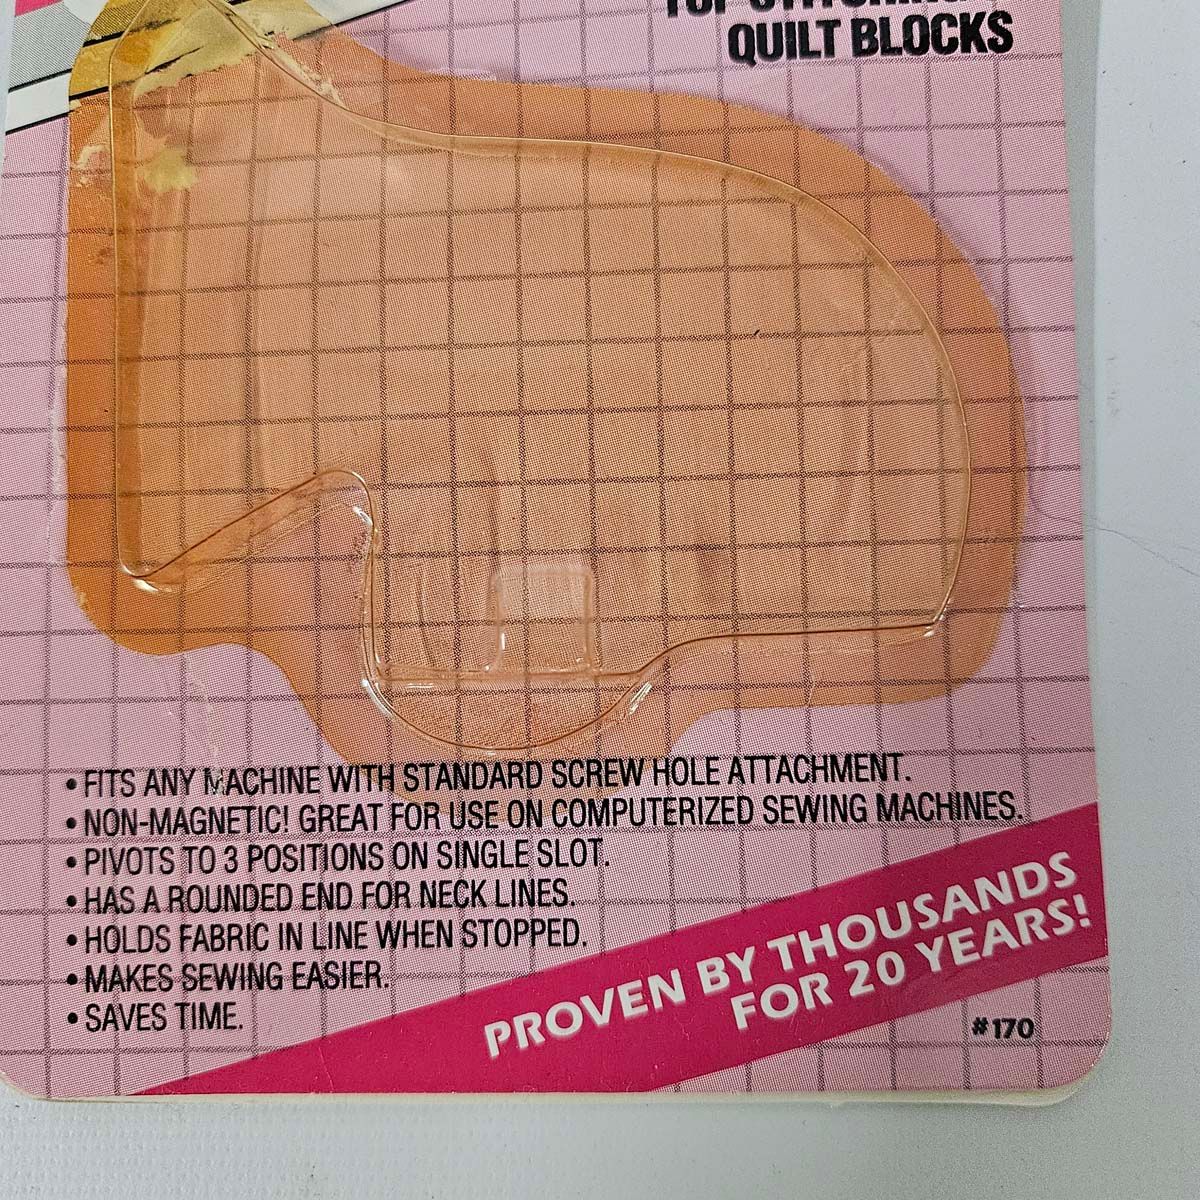 QUILT BLOCKS
• FITS ANY MACHINE WITH STANDARD SCREW HOLE ATTACHMENT.
• NON-MAGNETIC! GREAT FOR USE ON COMPUTERIZED SEWING MACHINES.
• PIVOTS TO 3 POSITIONS ON SINGLE SLOT.
• HAS A ROUNDED END FOR NECK LINES.
• HOLDS FABRIC IN LINE WHEN STOPPED.
• MAKES SEWING EASIER.
• SAVES TIME.
PROVEN BY THOUSANDS
FOR 20 YEARS!
#170